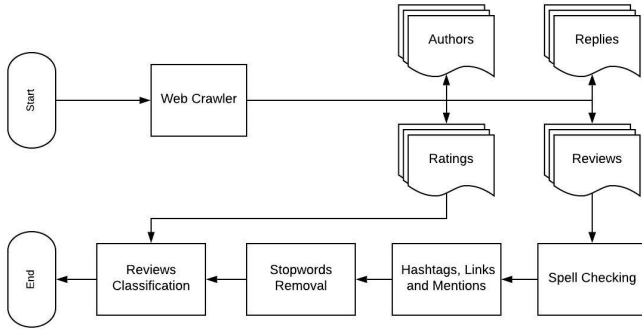 Authors
Replies
Start
Web Crawler
Ratings
Reviews
End
Reviews
Classification
Stopwords
Removal
Hashtags, Links
and Mentions
Spell Checking